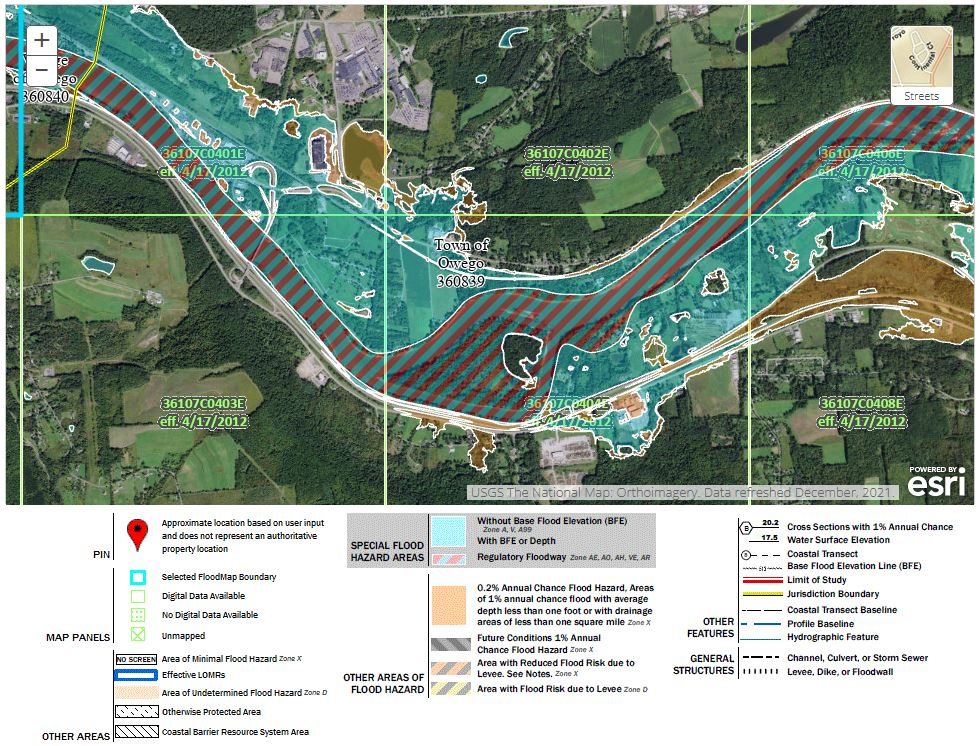 +
−
royo
Continental
Ct
Streets
360840
36107C0401E
eff. 4/17/2012
36107C0402E
eff. 4/17/2012
36107C0406E
eff. 4/17/2012
Town of
Owego
360839
36107C0403E
eff. 4/17/2012
36107C0404E
eff. 4/17/2012
36107C0408E
eff. 4/17/2012
POWERED BY
esri
USGS The National Map: Orthoimagery. Data refreshed December, 2021.
PIN
Approximate location based on user input
and does not represent an authoritative
property location
MAP PANELS
Selected FloodMap Boundary
Digital Data Available
No Digital Data Available
Unmapped
OTHER AREAS
NO SCREEN Area of Minimal Flood Hazard Zone X
Effective LOMRs
Area of Undetermined Flood Hazard Zone D
Otherwise Protected Area
Coastal Barrier Resource System Area
SPECIAL FLOOD
HAZARD AREAS
Without Base Flood Elevation (BFE)
Zone A, V, A99
With BFE or Depth
Regulatory Floodway Zone AE, AO, AH, VE, AR
OTHER AREAS OF
FLOOD HAZARD
0.2% Annual Chance Flood Hazard, Areas
of 1% annual chance flood with average
depth less than one foot or with drainage
areas of less than one square mile Zone X
Future Conditions 1% Annual
Chance Flood Hazard Zone X
Area with Reduced Flood Risk due to
Levee. See Notes. Zone X
Area with Flood Risk due to Levee Zone D
OTHER
FEATURES
B 20.2 Cross Sections with 1% Annual Chance
17.5 Water Surface Elevation
8 Coastal Transect
513 Base Flood Elevation Line (BFE)
Limit of Study
Jurisdiction Boundary
Coastal Transect Baseline
Profile Baseline
Hydrographic Feature
GENERAL
STRUCTURES
Channel, Culvert, or Storm Sewer
Levee, Dike, or Floodwall